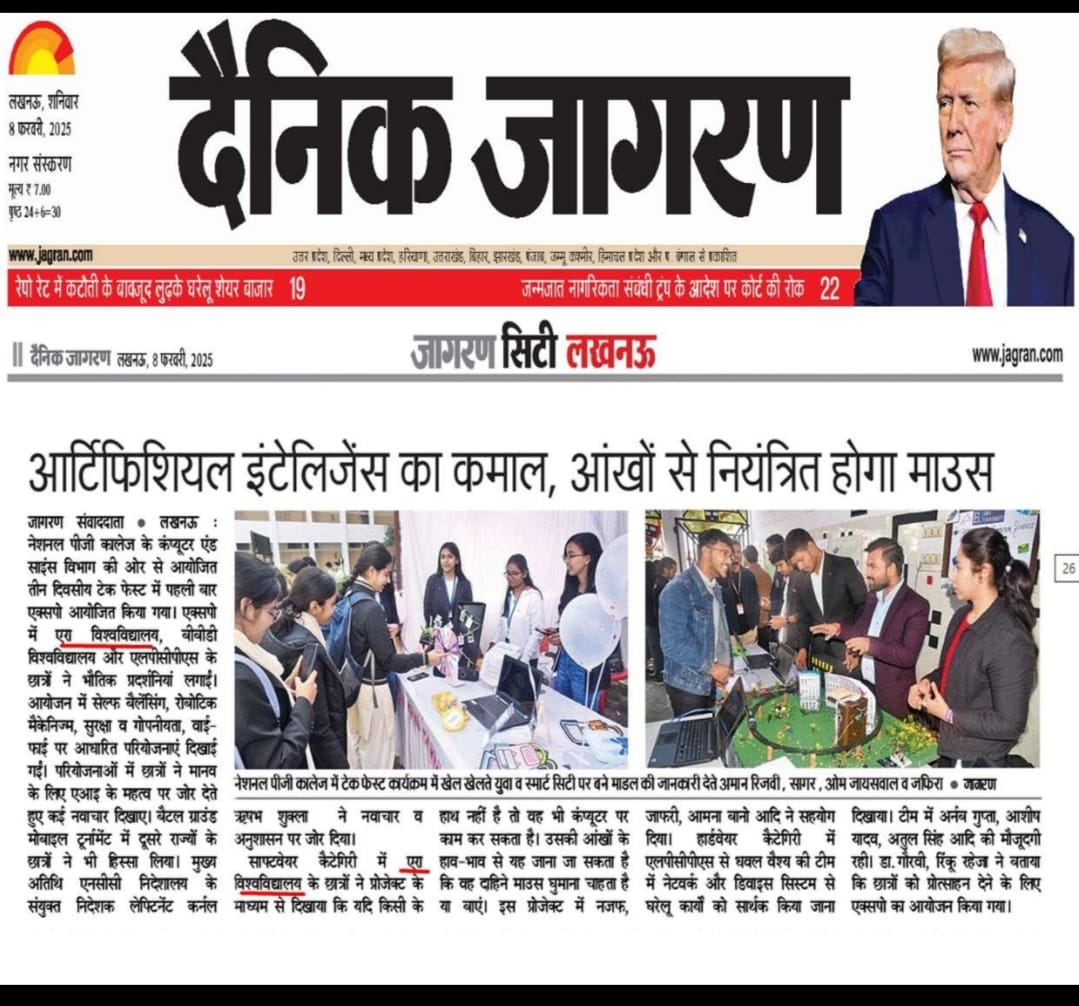 लखनऊ, शनिवार
8 फरवरी, 2025
नगर संस्करण
मूल्य ₹ 7.00
पृष्ठ 24+6=30
दैनिक जागरण
www.jagran.com
उत्तर प्रदेश, दिल्ली, मध्य प्रदेश, हरियाणा, उत्तराखंड, बिहार, झारखंड, पंजाब, जम्मू कश्मीर, हिमाचल प्रदेश और प. बंगाल से प्रकाशित
रेपो रेट में कटौती के बावजूद लुढ़के घरेलू शेयर बाजार 19
जन्मजात नागरिकता संबंधी ट्रंप के आदेश पर कोर्ट की रोक 22
|| दैनिक जागरण लखनऊ, 8 फरवरी, 2025
जागरण सिटी लखनऊ
www.jagran.com
आर्टिफिशियल इंटेलिजेंस का कमाल, आंखों से नियंत्रित होगा माउस
जागरण संवाददाता ● लखनऊ :
नेशनल पीजी कालेज के कंप्यूटर एंड
साइंस विभाग की ओर से आयोजित
तीन दिवसीय टेक फेस्ट में पहली बार
एक्सपो आयोजित किया गया। एक्सपो
में एरा विश्वविद्यालय, बीबीडी
विश्वविद्यालय और एलपीसीपीएस के
छात्रों ने भौतिक प्रदर्शनियां लगाईं।
आयोजन में सेल्फ बैलेंसिंग, रोबोटिक
मैकेनिज्म, सुरक्षा व गोपनीयता, वाई-
फाई पर आधारित परियोजनाएं दिखाई
गईं। परियोजनाओं में छात्रों ने मानव
के लिए एआइ के महत्व पर जोर देते
हुए कई नवाचार दिखाए। बैटल ग्राउंड
मोबाइल टूर्नामेंट में दूसरे राज्यों के
छात्रों ने भी हिस्सा लिया। मुख्य
अतिथि एनसीसी निदेशालय के
संयुक्त निदेशक लेफ्टिनेंट कर्नल
26
नेशनल पीजी कालेज में टेक फेस्ट कार्यक्रम में खेल खेलते युवा व स्मार्ट सिटी पर बने माडल की जानकारी देते अमान रिजवी, सागर, ओम जायसवाल व जफिरा ● जागरण
ऋषभ शुक्ला ने नवाचार व
अनुशासन पर जोर दिया।
साफ्टवेयर कैटेगिरी में एरा
विश्वविद्यालय के छात्रों ने प्रोजेक्ट के
माध्यम से दिखाया कि यदि किसी के
हाथ नहीं है तो वह भी कंप्यूटर पर
काम कर सकता है। उसकी आंखों के
हाव-भाव से यह जाना जा सकता है
कि वह दाहिने माउस घुमाना चाहता है
या बाएं। इस प्रोजेक्ट में नजफ,
जाफरी, आमना बानो आदि ने सहयोग
दिया। हार्डवेयर कैटेगिरी में
एलपीसीपीएस से धवल वैश्य की टीम
में नेटवर्क और डिवाइस सिस्टम से
घरेलू कार्यों को सार्थक किया जाना
दिखाया। टीम में अर्नब गुप्ता, आशीष
यादव, अतुल सिंह आदि की मौजूदगी
रही। डा. गौरवी, रिंकू रहेजा ने बताया
कि छात्रों को प्रोत्साहन देने के लिए
एक्सपो का आयोजन किया गया।